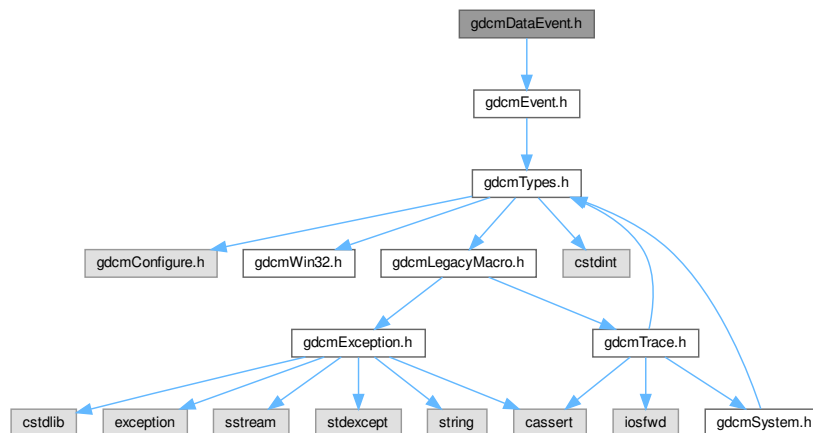 gdcmDataEvent.h
gdcmEvent.h
gdcmTypes.h
gdcmConfigure.h
gdcmWin32.h
gdcmLegacyMacro.h
cstdint
gdcmException.h
gdcmTrace.h
cstdlib
exception
sstream
stdexcept
string
cassert
iosfwd
gdcmSystem.h